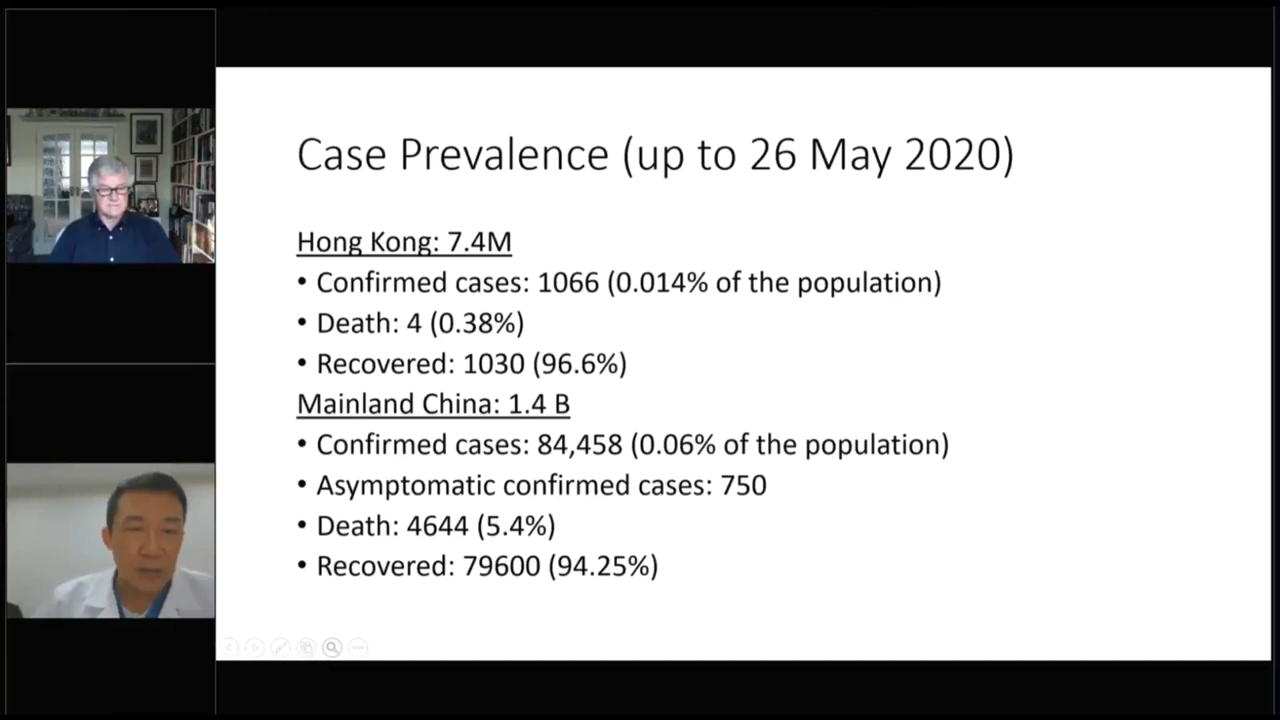 Case Prevalence (up to 26 May 2020)
Hong Kong: 7.4M
• Confirmed cases: 1066 (0.014% of the population)
• Death: 4 (0.38%)
• Recovered: 1030 (96.6%)
Mainland China: 1.4 B
• Confirmed cases: 84,458 (0.06% of the population)
• Asymptomatic confirmed cases: 750
• Death: 4644 (5.4%)
• Recovered: 79600 (94.25%)